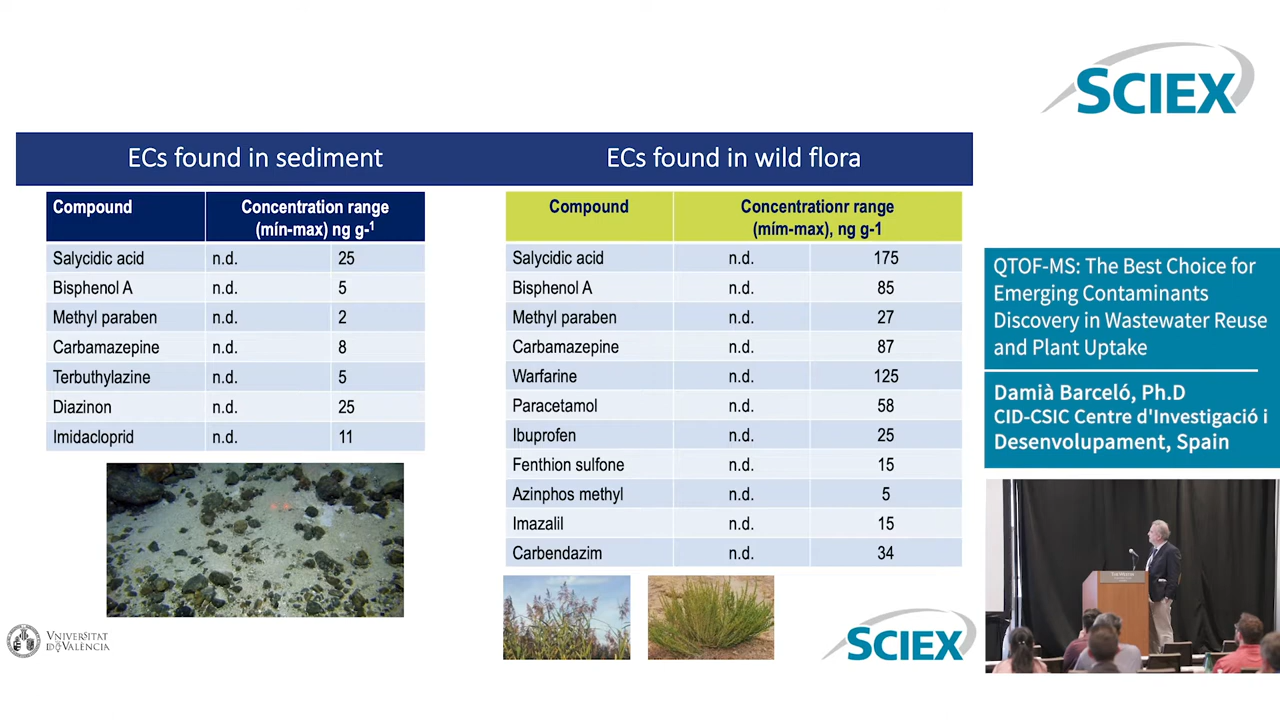 SCIEX
ECs found in sediment
ECs found in wild flora
Compound Concentration range
(mín-max) ng g-1
Salycidic acid n.d. 25
Bisphenol A n.d. 5
Methyl paraben n.d. 2
Carbamazepine n.d. 8
Terbuthylazine n.d. 5
Diazinon n.d. 25
Imidacloprid n.d. 11
Compound Concentrationr range
(mím-max), ng g-1
Salycidic acid n.d. 175
Bisphenol A n.d. 85
Methyl paraben n.d. 27
Carbamazepine n.d. 87
Warfarine n.d. 125
Paracetamol n.d. 58
Ibuprofen n.d. 25
Fenthion sulfone n.d. 15
Azinphos methyl n.d. 5
Imazalil n.d. 15
Carbendazim n.d. 34
VNIVERSITAT
SCIEX
QTOF-MS: The Best Choice for
Emerging Contaminants
Discovery in Wastewater Reuse
and Plant Uptake
Damià Barceló, Ph.D
CID-CSIC Centre d'Investigació i
Desenvolupament, Spain